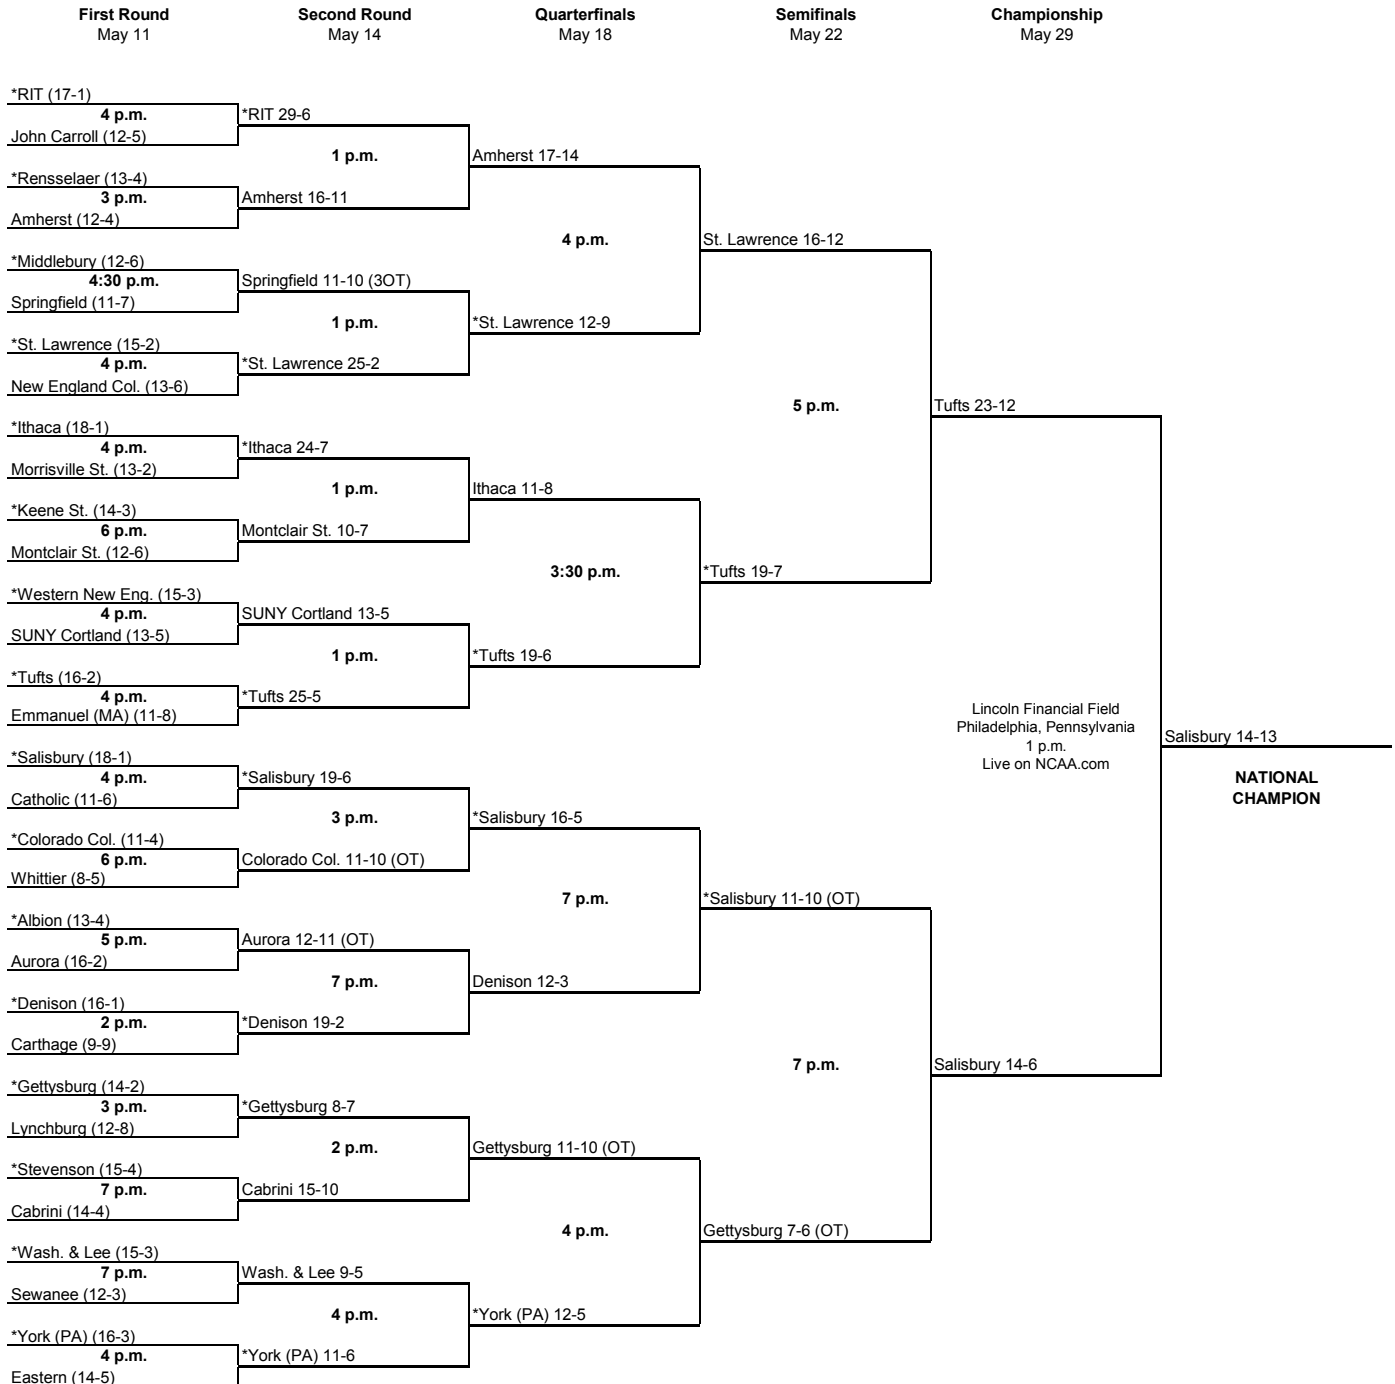 First Round
May 11
Second Round
May 14
Quarterfinals
May 18
Semifinals
May 22
Championship
May 29
*RIT (17-1)
4 p.m.
John Carroll (12-5)
*Rensselaer (13-4)
3 p.m.
Amherst (12-4)
*Middlebury (12-6)
4:30 p.m.
Springfield (11-7)
*St. Lawrence (15-2)
4 p.m.
New England Col. (13-6)
*Ithaca (18-1)
4 p.m.
Morrisville St. (13-2)
*Keene St. (14-3)
6 p.m.
Montclair St. (12-6)
*Western New Eng. (15-3)
4 p.m.
SUNY Cortland (13-5)
*Tufts (16-2)
4 p.m.
Emmanuel (MA) (11-8)
*Salisbury (18-1)
4 p.m.
Catholic (11-6)
*Colorado Col. (11-4)
6 p.m.
Whittier (8-5)
*Albion (13-4)
5 p.m.
Aurora (16-2)
*Denison (16-1)
2 p.m.
Carthage (9-9)
*Gettysburg (14-2)
3 p.m.
Lynchburg (12-8)
*Stevenson (15-4)
7 p.m.
Cabrini (14-4)
*Wash. & Lee (15-3)
7 p.m.
Sewanee (12-3)
*York (PA) (16-3)
4 p.m.
Eastern (14-5)
*RIT 29-6
1 p.m.
Amherst 16-11
Springfield 11-10 (3OT)
1 p.m.
*St. Lawrence 25-2
*Ithaca 24-7
1 p.m.
Montclair St. 10-7
SUNY Cortland 13-5
1 p.m.
*Tufts 25-5
*Salisbury 19-6
3 p.m.
Colorado Col. 11-10 (OT)
Aurora 12-11 (OT)
7 p.m.
*Denison 19-2
*Gettysburg 8-7
2 p.m.
Cabrini 15-10
Wash. & Lee 9-5
4 p.m.
*York (PA) 11-6
Amherst 17-14
4 p.m.
*St. Lawrence 12-9
Ithaca 11-8
3:30 p.m.
*Tufts 19-6
*Salisbury 16-5
7 p.m.
Denison 12-3
Gettysburg 11-10 (OT)
4 p.m.
*York (PA) 12-5
St. Lawrence 16-12
5 p.m.
*Tufts 19-7
*Salisbury 11-10 (OT)
7 p.m.
Gettysburg 7-6 (OT)
Tufts 23-12
Lincoln Financial Field
Philadelphia, Pennsylvania
1 p.m.
Live on NCAA.com
Salisbury 14-6
Salisbury 14-13
NATIONAL
CHAMPION